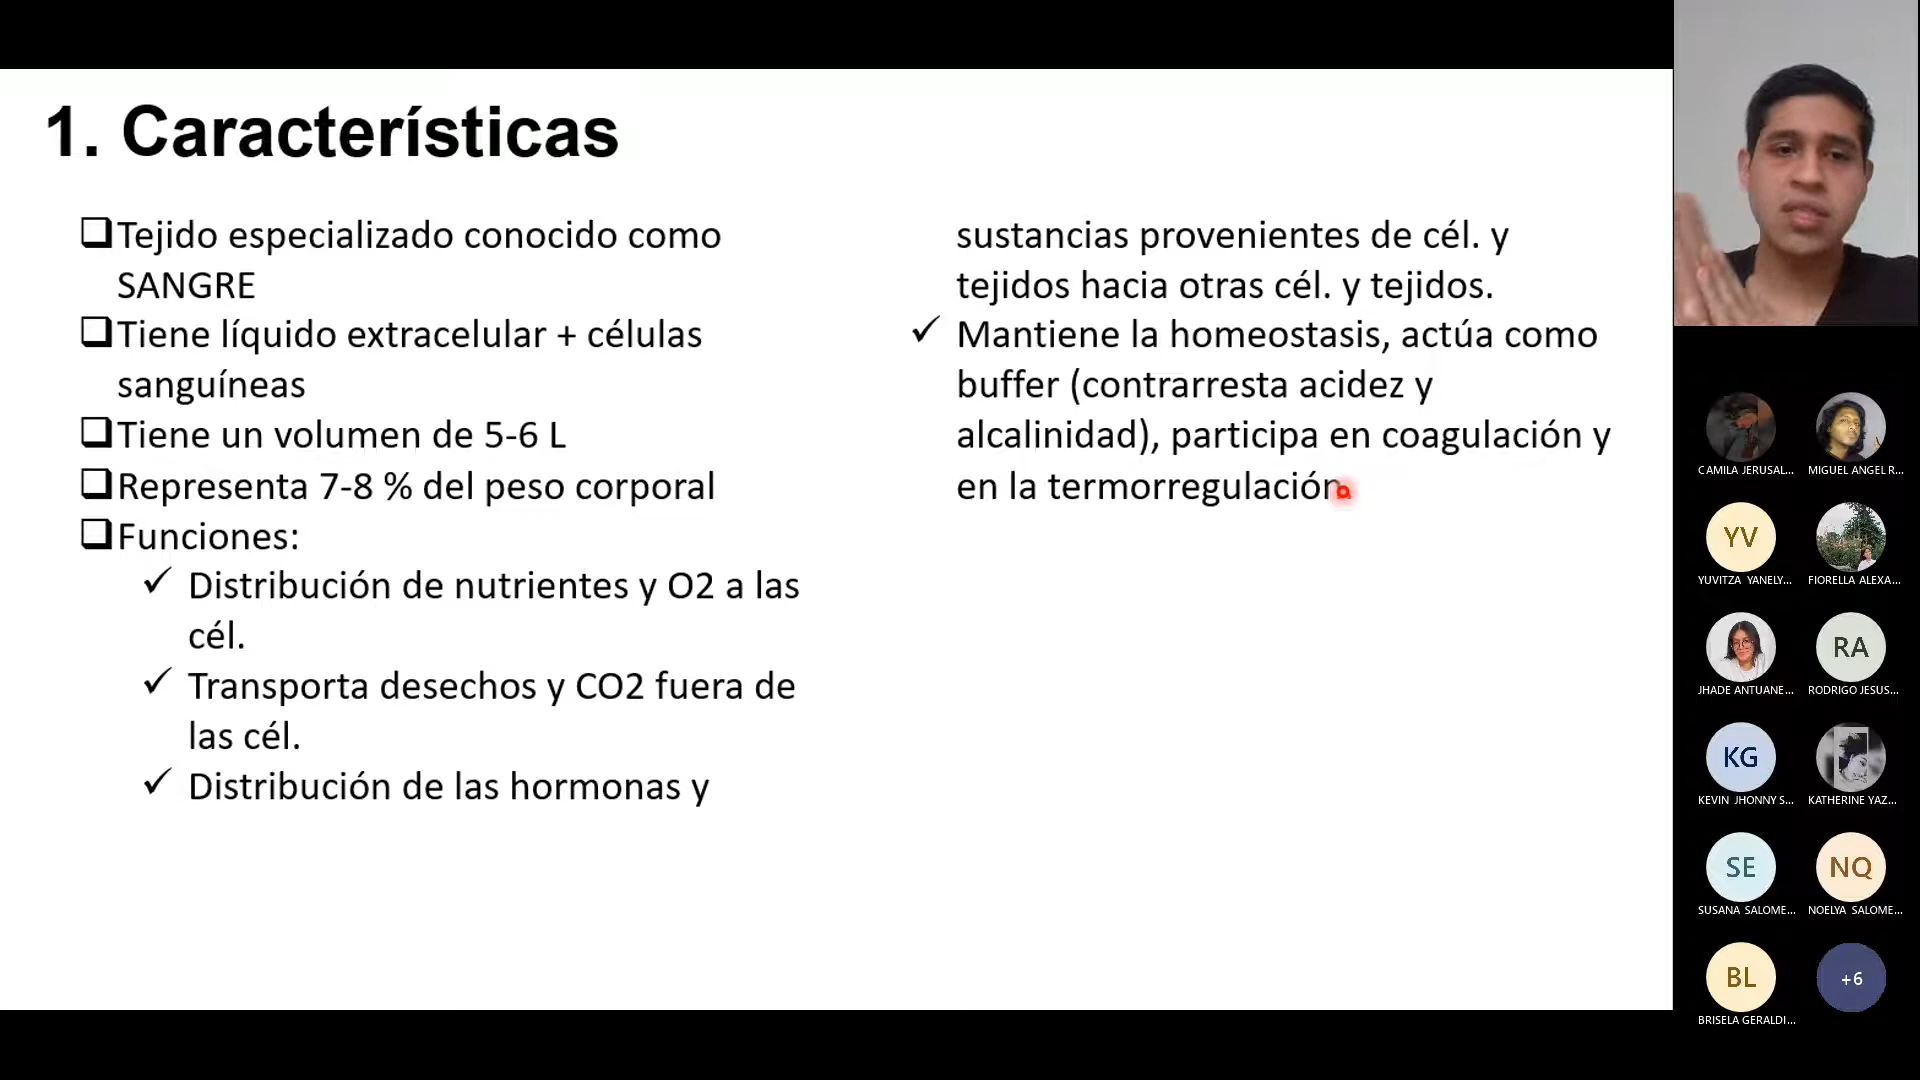 1. Características
Tejido especializado conocido como
SANGRE
Tiene líquido extracelular + células
sanguíneas
Tiene un volumen de 5-6 L
Representa 7-8 % del peso corporal
Funciones:
Distribución de nutrientes y O2 a las
cél.
Transporta desechos y CO2 fuera de
las cél.
Distribución de las hormonas y
sustancias provenientes de cél. y
tejidos hacia otras cél. y tejidos.
Mantiene la homeostasis, actúa como
buffer (contrarresta acidez y
alcalinidad), participa en coagulación y
en la termorregulación.
CAMILA JERUSAL...
MIGUEL ANGEL R...
YV
YUVITZA YANELY...
FIORELLA ALEXA...
JHADE ANTUANE...
RA
RODRIGO JESUS...
KG
KEVIN JHONNY S...
KATHERINE YAZ...
SE
SUSANA SALOME...
NQ
NOELYA SALOME...
BL
BRISELA GERALDI...
+6